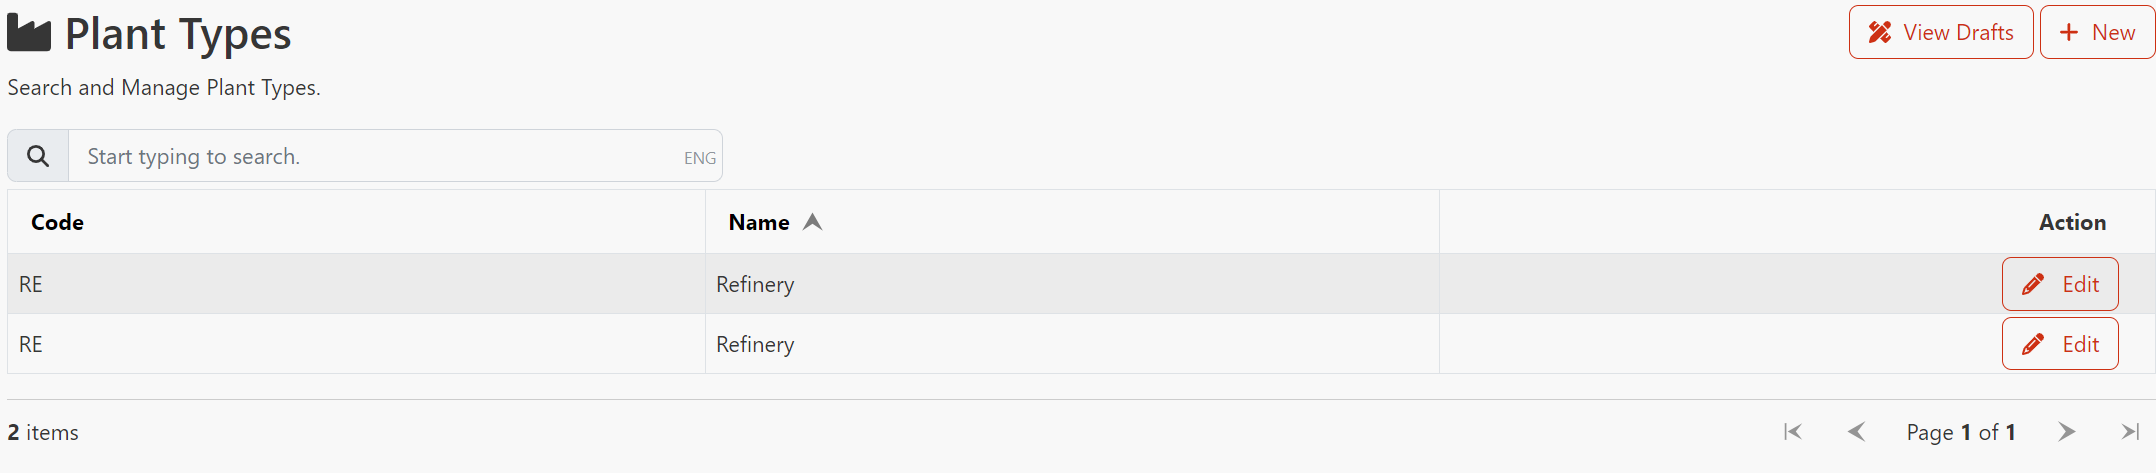 Plant Types
View Drafts
New
Search and Manage Plant Types.
Start typing to search.
ENG
Code Name Action
RE Refinery Edit
RE Refinery Edit
2 items
Page 1 of 1